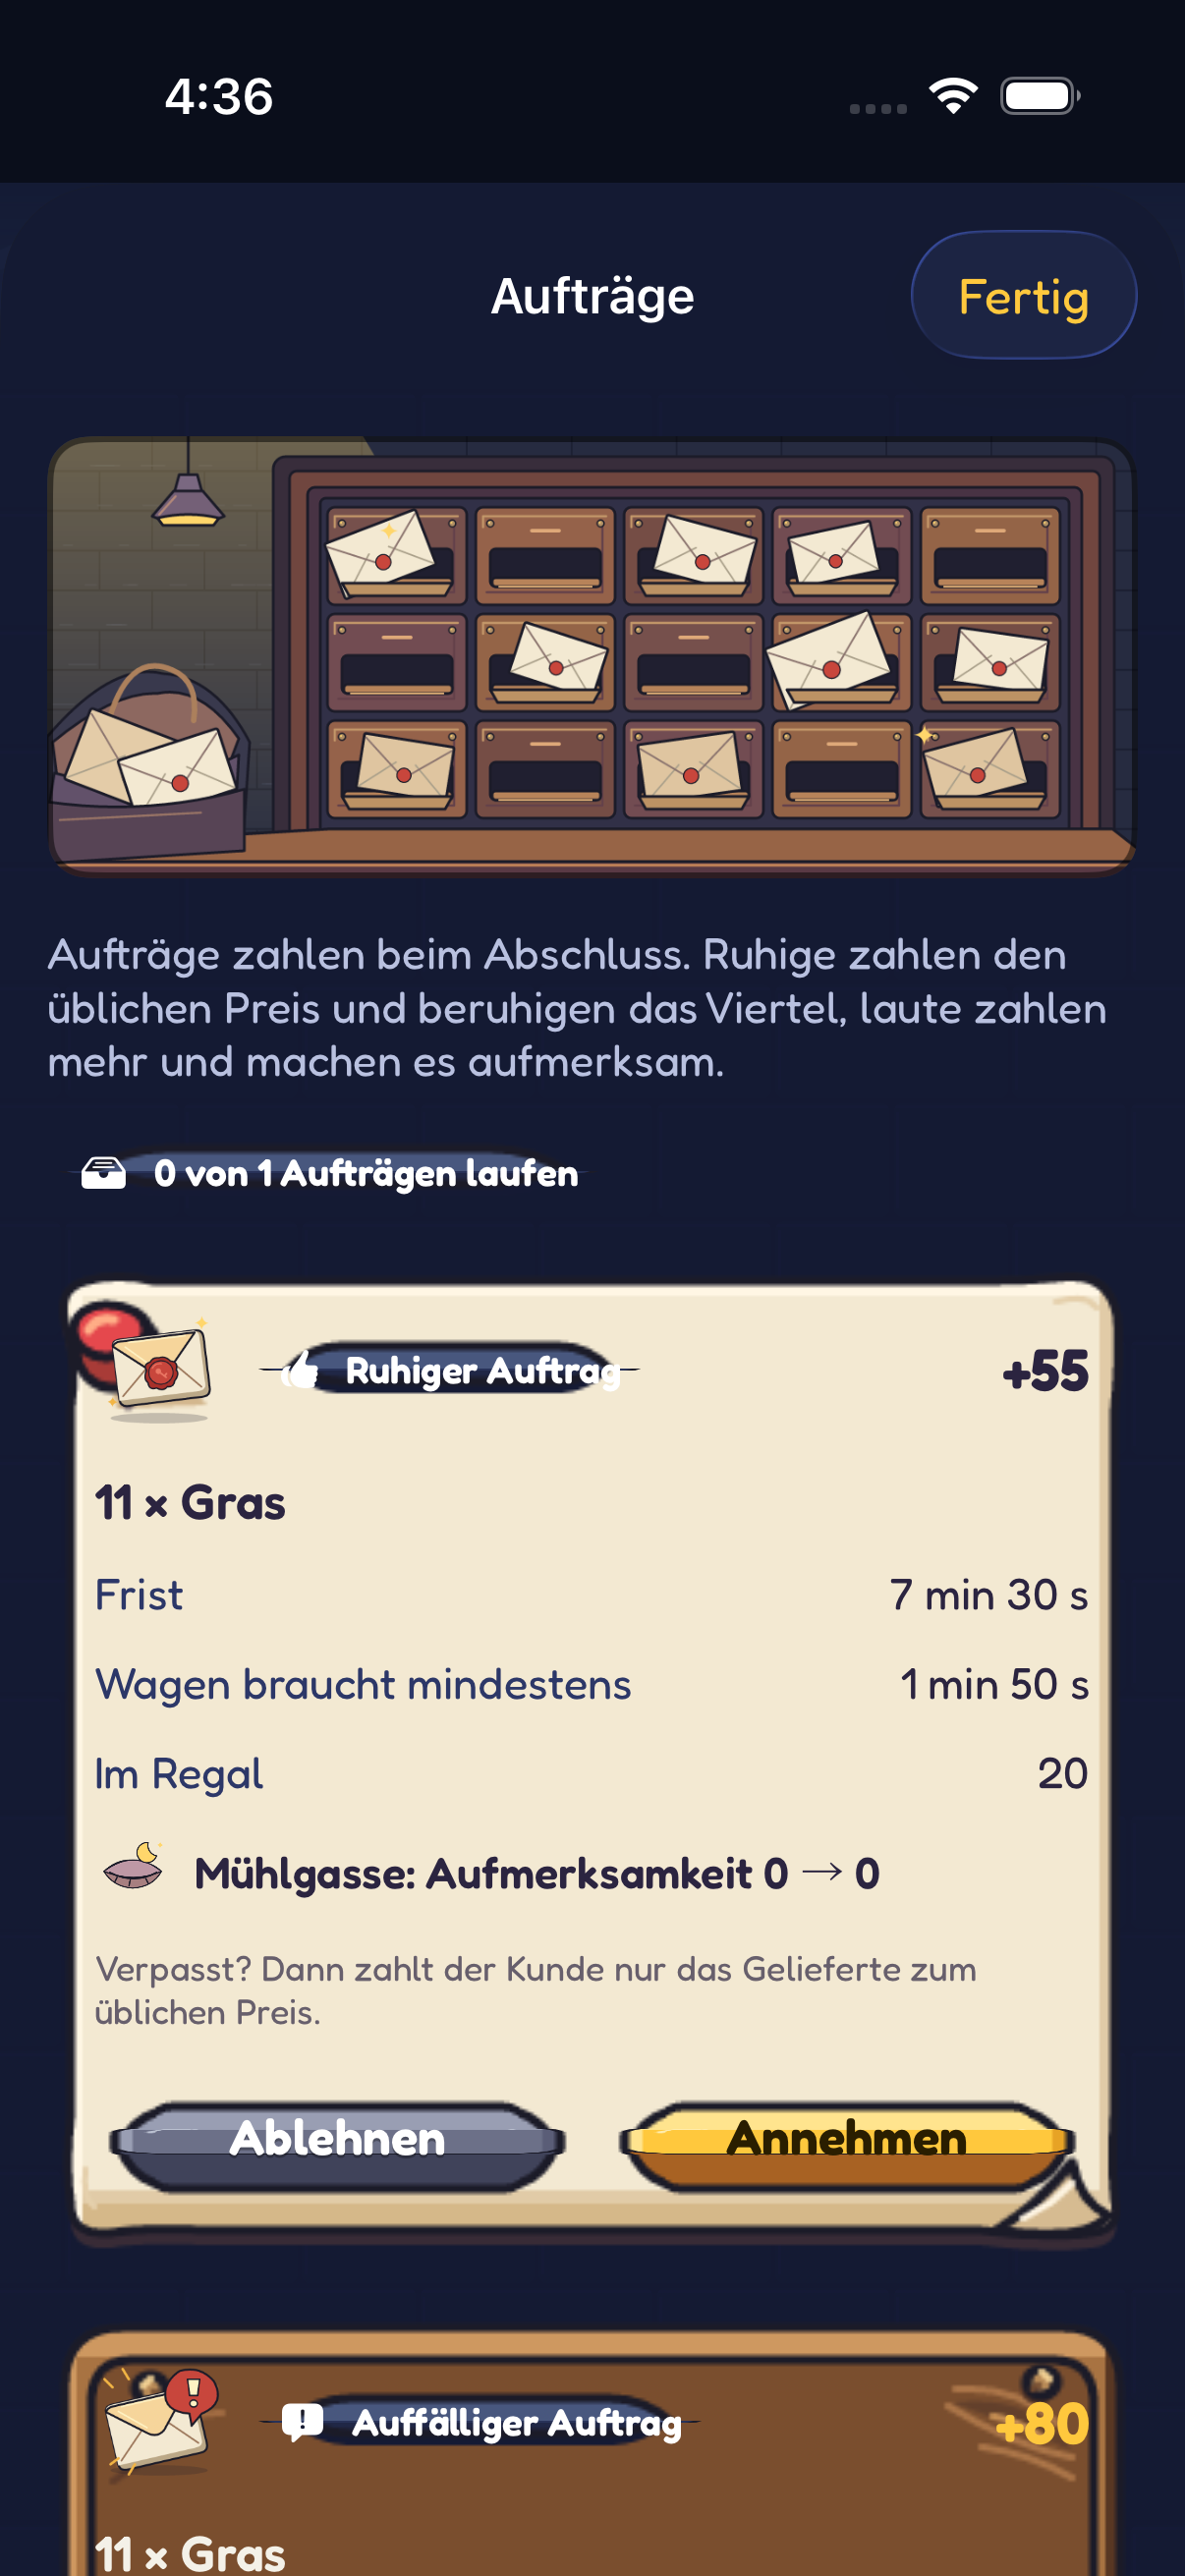 4:36
Aufträge
Fertig
Aufträge zahlen beim Abschluss. Ruhige zahlen den
üblichen Preis und beruhigen das Viertel, laute zahlen
mehr und machen es aufmerksam.
0 von 1 Aufträgen laufen
Ruhiger Auftrag
+55
11 × Gras
Frist
7 min 30 s
Wagen braucht mindestens
1 min 50 s
Im Regal
20
Mühlgasse: Aufmerksamkeit 0 → 0
Verpasst? Dann zahlt der Kunde nur das Gelieferte zum
üblichen Preis.
Ablehnen
Annehmen
Auffälliger Auftrag
+80
11 × Gras